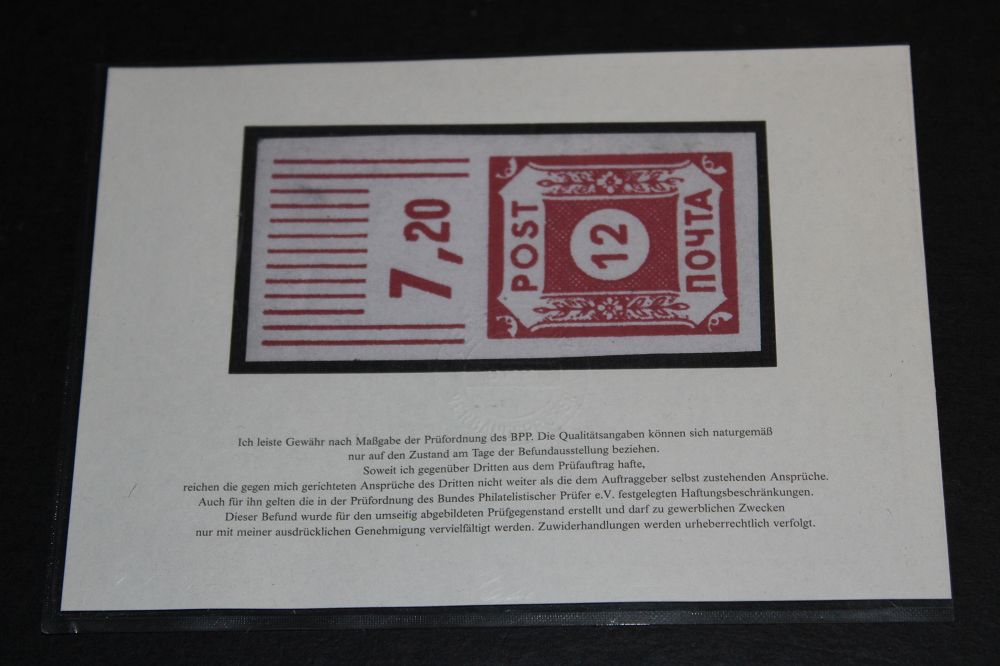 7,20
POST
12
ПОЧТА
Ich leiste Gewähr nach Maßgabe der Prüfordnung des BPP. Die Qualitätsangaben können sich naturgemäß
nur auf den Zustand am Tage der Befundausstellung beziehen.
Soweit ich gegenüber Dritten aus dem Prüfauftrag hafte,
reichen die gegen mich gerichteten Ansprüche des Dritten nicht weiter als die dem Auftraggeber selbst zustehenden Ansprüche.
Auch für ihn gelten die in der Prüfordnung des Bundes Philatelistischer Prüfer e.V. festgelegten Haftungsbeschränkungen.
Dieser Befund wurde für den umseitig abgebildeten Prüfgegenstand erstellt und darf zu gewerblichen Zwecken
nur mit meiner ausdrücklichen Genehmigung vervielfältigt werden. Zuwiderhandlungen werden urheberrechtlich verfolgt.